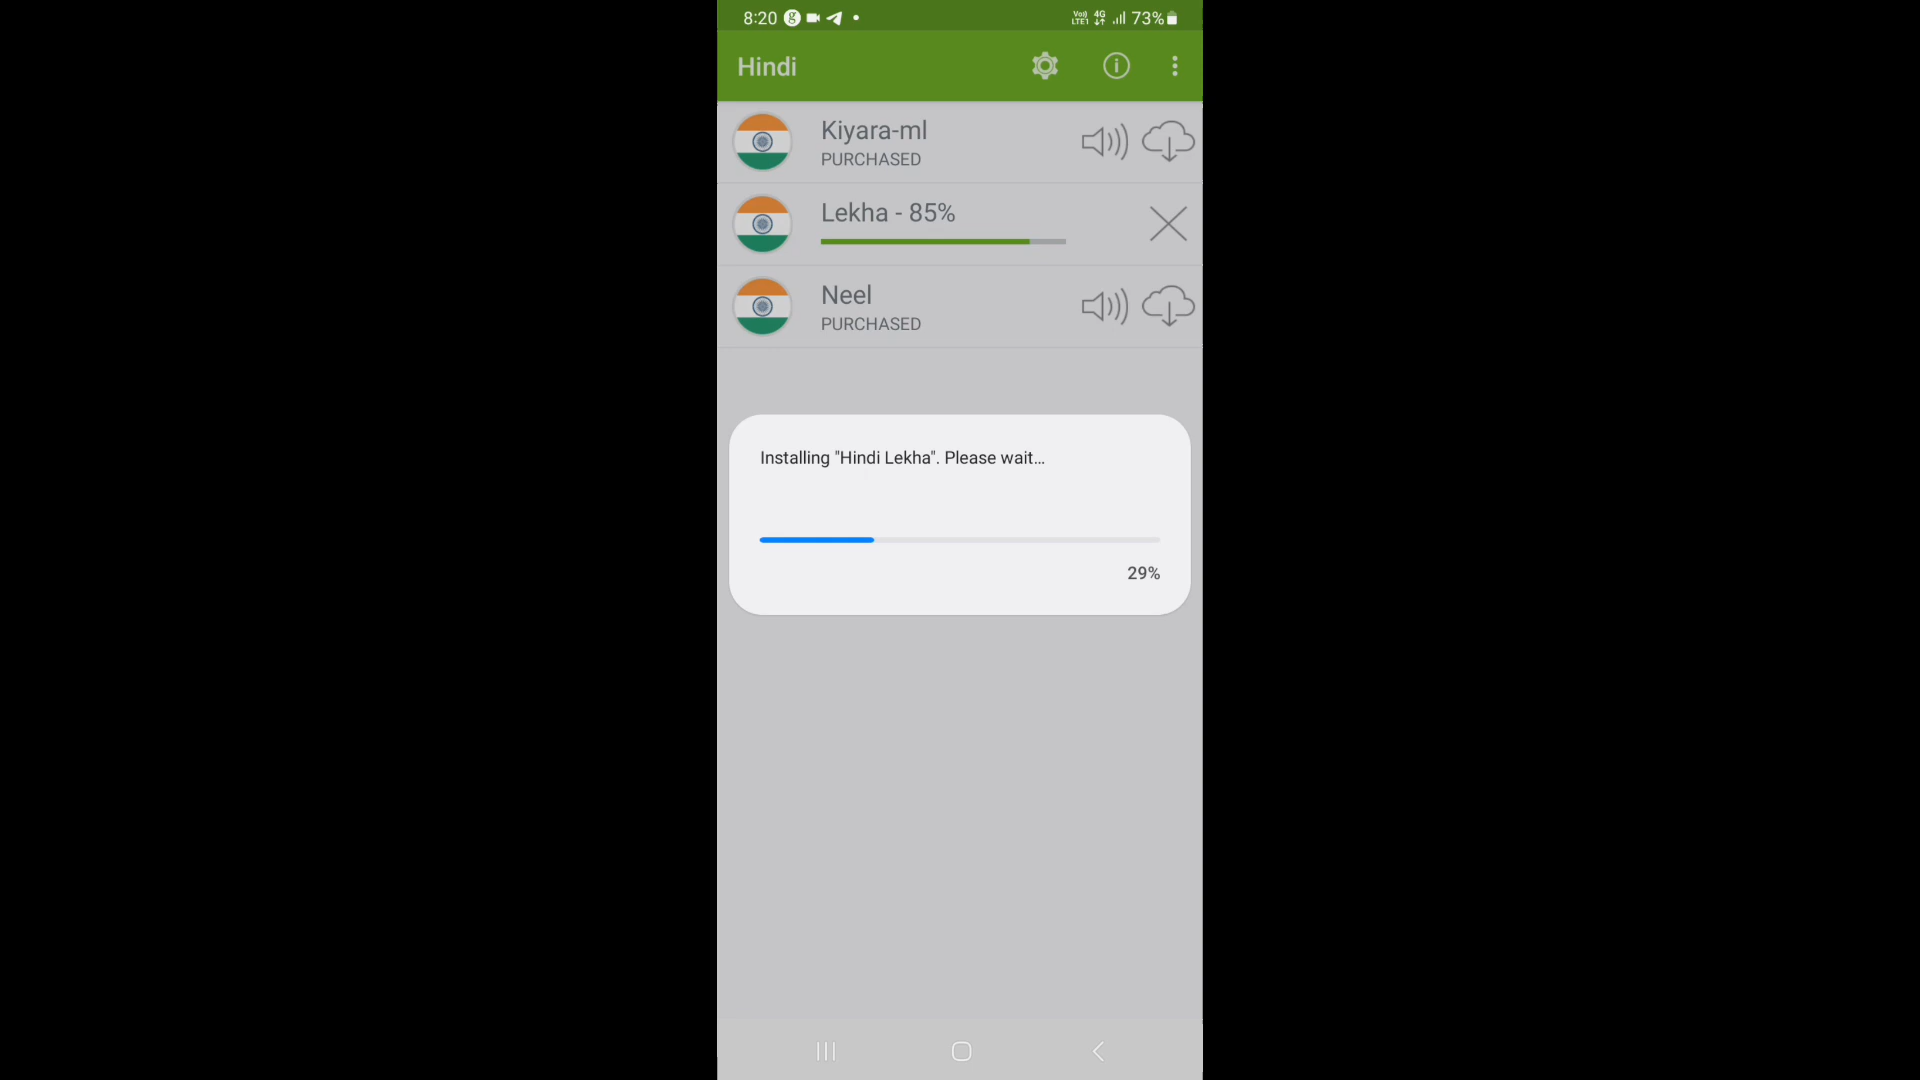 8:20 73%
Hindi
Kiyara-ml
PURCHASED
Lekha - 85%
Neel
PURCHASED
Installing "Hindi Lekha". Please wait...
29%